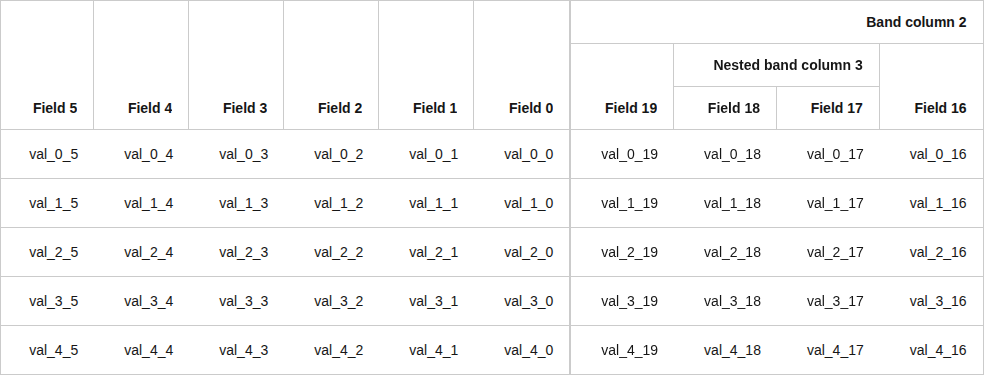 Band column 2
Nested band column 3
Field 5 Field 4 Field 3 Field 2 Field 1 Field 0 Field 19 Field 18 Field 17 Field 16
val_0_5 val_0_4 val_0_3 val_0_2 val_0_1 val_0_0 val_0_19 val_0_18 val_0_17 val_0_16
val_1_5 val_1_4 val_1_3 val_1_2 val_1_1 val_1_0 val_1_19 val_1_18 val_1_17 val_1_16
val_2_5 val_2_4 val_2_3 val_2_2 val_2_1 val_2_0 val_2_19 val_2_18 val_2_17 val_2_16
val_3_5 val_3_4 val_3_3 val_3_2 val_3_1 val_3_0 val_3_19 val_3_18 val_3_17 val_3_16
val_4_5 val_4_4 val_4_3 val_4_2 val_4_1 val_4_0 val_4_19 val_4_18 val_4_17 val_4_16